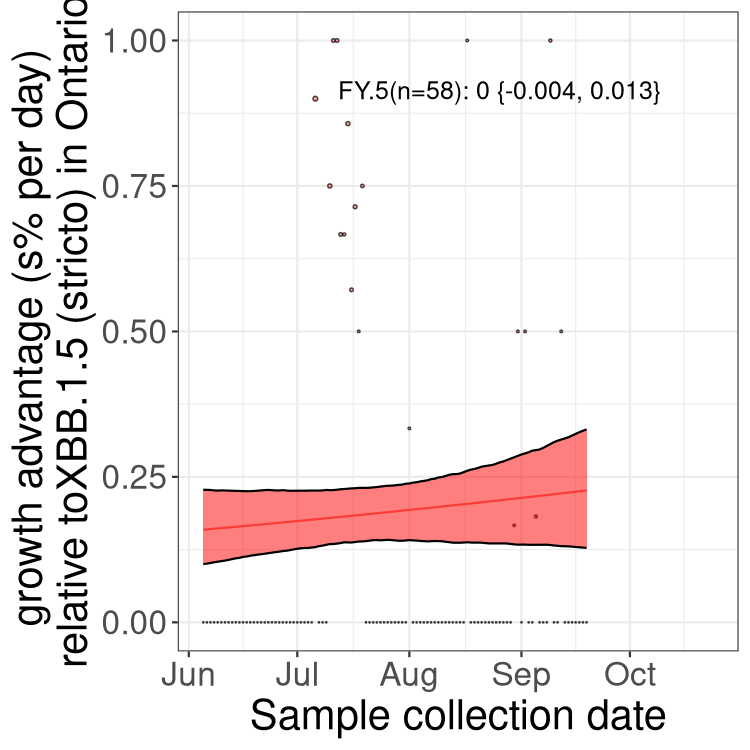 growth advantage (s% per day)
relative toXBB.1.5 (stricto) in Ontario
1.00
0.75
0.50
0.25
0.00
FY.5(n=58): 0 {-0.004, 0.013}
Jun Jul Aug Sep Oct
Sample collection date